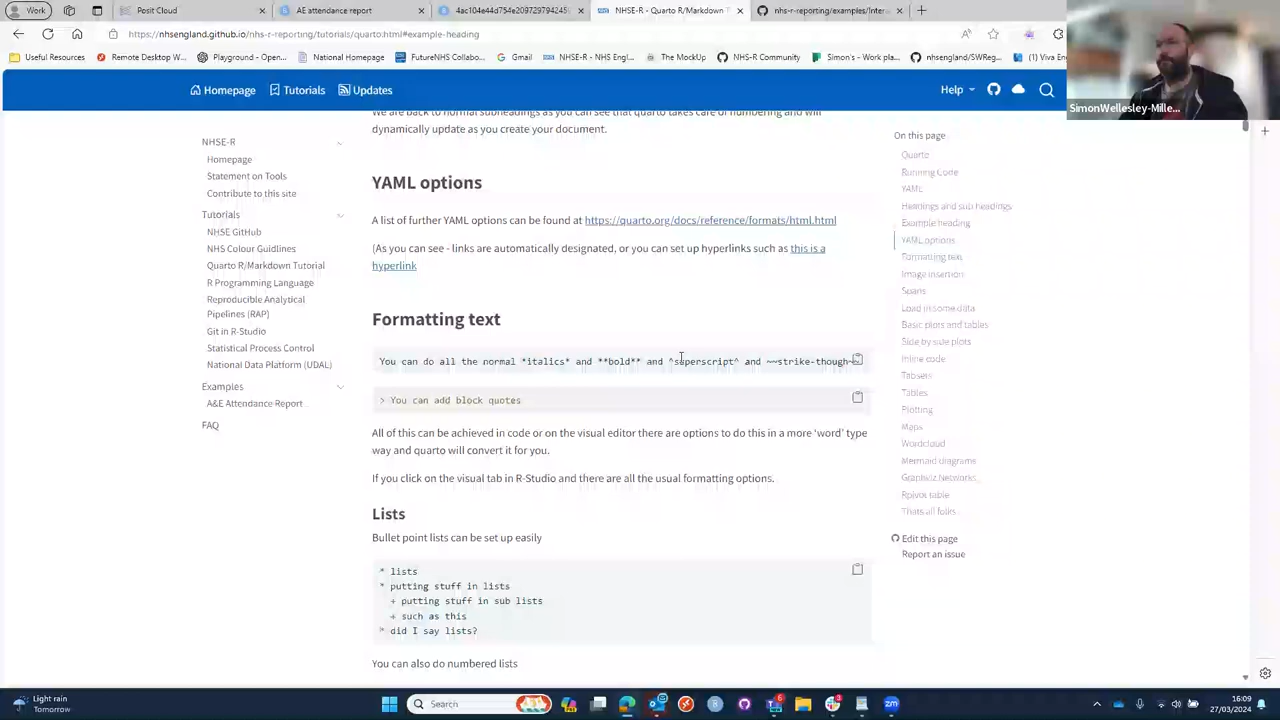 Post Cloud
AE attendance report
4ac104e44d754e209729794245
NHSE-R - Quarto R/Markdown T
nhs-r-reporting/examples/Inter
https://nhsengland.github.io/nhs-r-reporting/tutorials/quarto.html#example-heading
Useful Resources
Remote Desktop W...
Playground - Open...
National Homepage
FutureNHS Collabo...
Gmail
NHSE-R - NHS Engl...
The MockUp
NHS-R Community
Simon's - Work pla...
nhsengland/SWReg...
SimonWellesley-Mille...
Homepage
Tutorials
Updates
Help
We are back to normal subheadings as you can see that quarto takes care of numbering and will
dynamically update as you create your document.
NHSE-R
Homepage
Statement on Tools
Contribute to this site
Tutorials
NHSE GitHub
NHS Colour Guidlines
Quarto R/Markdown Tutorial
R Programming Language
Reproducible Analytical
Pipelines (RAP)
Git in R-Studio
Statistical Process Control
National Data Platform (UDAL)
Examples
A&E Attendance Report
FAQ
YAML options
A list of further YAML options can be found at https://quarto.org/docs/reference/formats/html.html
(As you can see - links are automatically designated, or you can set up hyperlinks such as this is a
hyperlink
Formatting text
You can do all the normal *italics* and **bold** and ^superscript^ and ~~strike-though~~
> You can add block quotes
All of this can be achieved in code or on the visual editor there are options to do this in a more ‘word’ type
way and quarto will convert it for you.
If you click on the visual tab in R-Studio and there are all the usual formatting options.
Lists
Bullet point lists can be set up easily
* lists
* putting stuff in lists
+ putting stuff in sub lists
+ such as this
* did I say lists?
You can also do numbered lists
On this page
Quarto
Running Code
YAML
Headings and sub headings
Example heading
YAML options
Formatting text
Image insertion
Spans
Load in some data
Basic plots and tables
Side by side plots
Inline code
Tabsets
Tables
Plotting
Maps
Wordcloud
Mermaid diagrams
Graphviz Networks
Rpivot table
Thats all folks
Edit this page
Report an issue
Light rain
Tomorrow
Search
16:09
27/03/2024